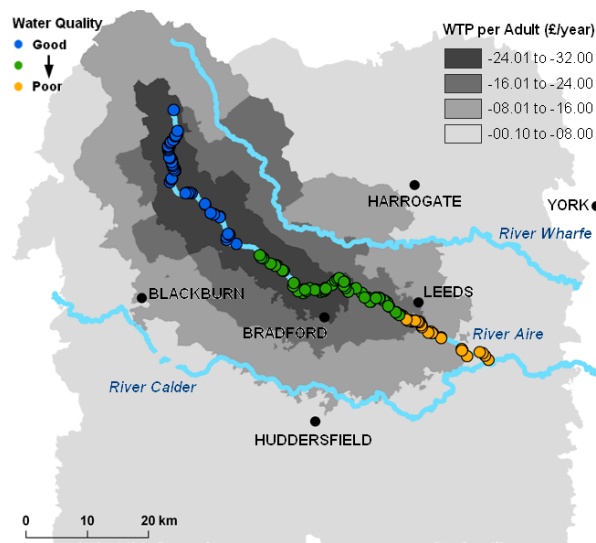 Water Quality
Good
Poor
WTP per Adult (£/year)
-24.01 to -32.00
-16.01 to -24.00
-08.01 to -16.00
-00.10 to -08.00
HARROGATE
YORK
River Wharfe
BLACKBURN
LEEDS
BRADFORD
River Aire
River Calder
HUDDERSFIELD
0 10 20 km